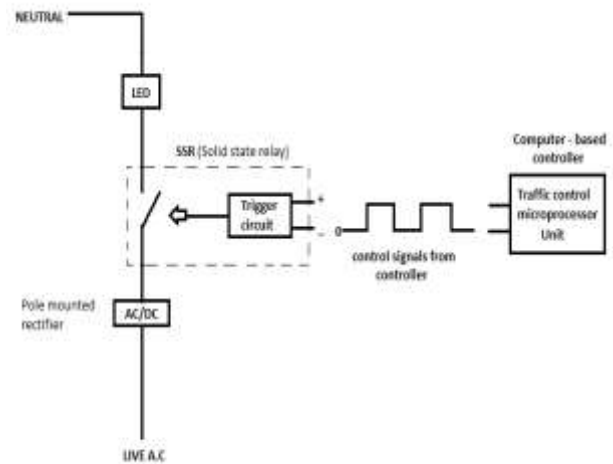 NEUTRAL
LED
SSR (Solid state relay)
Computer - based
controller
Trigger
circuit
+
-
0
Traffic control
microprocessor
Unit
control signals from
controller
Pole mounted
rectifier
AC/DC
LIVE A.C